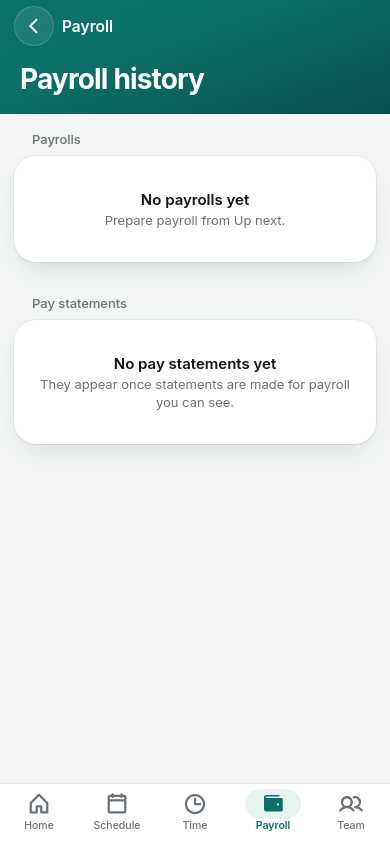 Payroll
Payroll history
Payrolls
No payrolls yet
Prepare payroll from Up next.
Pay statements
No pay statements yet
They appear once statements are made for payroll
you can see.
Home
Schedule
Time
Payroll
Team